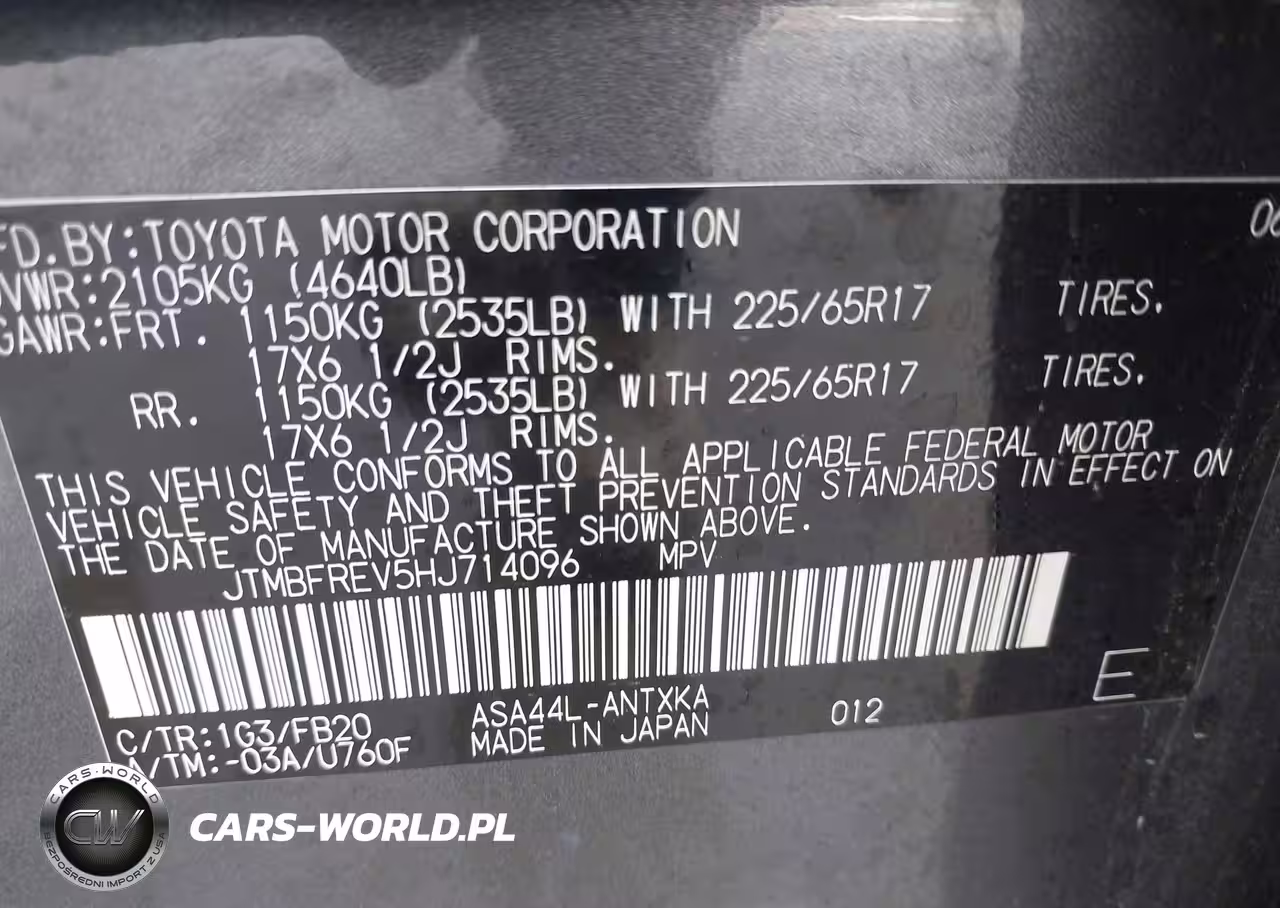 FD.BY:TOYOTA MOTOR CORPORATION 06
VWR:2105KG (4640LB)
GAWR:FRT. 1150KG (2535LB) WITH 225/65R17 TIRES.
17X6 1/2J RIMS.
RR. 1150KG (2535LB) WITH 225/65R17 TIRES.
17X6 1/2J RIMS.
THIS VEHICLE CONFORMS TO ALL APPLICABLE FEDERAL MOTOR
VEHICLE SAFETY AND THEFT PREVENTION STANDARDS IN EFFECT ON
THE DATE OF MANUFACTURE SHOWN ABOVE.
JTMBFREV5HJ714096 MPV
C/TR:1G3/FB20 ASA44L-ANTXKA 012 E
A/TM:-03A/U760F MADE IN JAPAN
CARS-WORLD
CW
BEZPOŚREDNI IMPORT Z USA
CARS-WORLD.PL